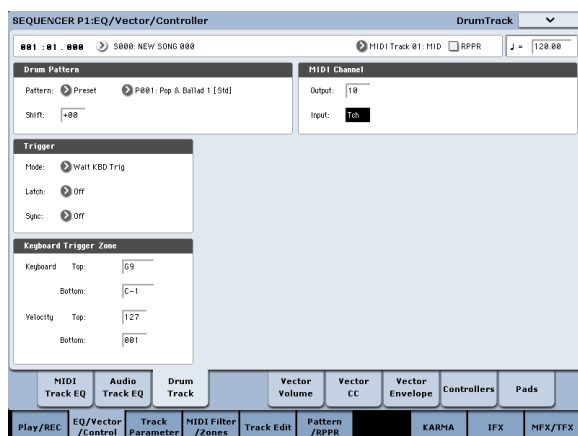 SEQUENCER P1:EQ/Vector/Controller DrumTrack
001 :01 . 000 S000: NEW SONG 000 MIDI Track 01: MID RPPR ♩ = 120.00
Drum Pattern
Pattern: Preset P001: Pop & Ballad 1 [Std]
Shift: +00
MIDI Channel
Output: 10
Input: Tch
Trigger
Mode: Wait KBD Trig
Latch: Off
Sync: Off
Keyboard Trigger Zone
Keyboard Top: G9
Bottom: C-1
Velocity Top: 127
Bottom: 001
MIDI Track EQ
Audio Track EQ
Drum Track
Vector Volume
Vector CC
Vector Envelope
Controllers
Pads
Play/REC
EQ/Vector /Control
Track Parameter
MIDI Filter /Zones
Track Edit
Pattern /RPPR
KARMA
IFX
MFX/TFX